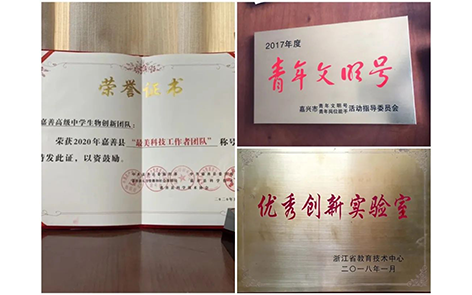 荣誉证书
嘉善高级中学生物创新团队：
荣获2020年嘉善县“最美科技工作者团队”称号
特发此证，以资鼓励。
2017年度
青年文明号
嘉兴市青年文明号青年岗位能手活动指导委员会
优秀创新实验室
浙江省教育技术中心
二〇一八年一月